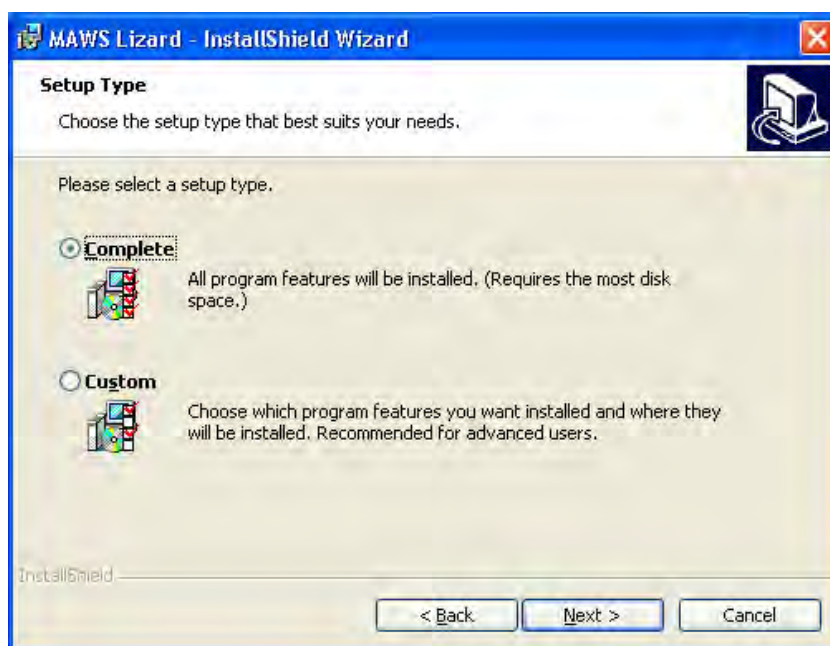 MAWS Lizard - InstallShield Wizard
Setup Type
Choose the setup type that best suits your needs.
Please select a setup type.
Complete
All program features will be installed. (Requires the most disk
space.)
Custom
Choose which program features you want installed and where they
will be installed. Recommended for advanced users.
InstallShield
< Back
Next >
Cancel